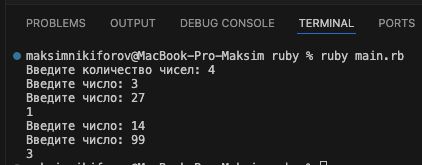 PROBLEMS OUTPUT DEBUG CONSOLE TERMINAL PORTS
maksimnikiforov@MacBook-Pro-Maksim ruby % ruby main.rb
Введите количество чисел: 4
Введите число: 3
Введите число: 27
1
Введите число: 14
Введите число: 99
3